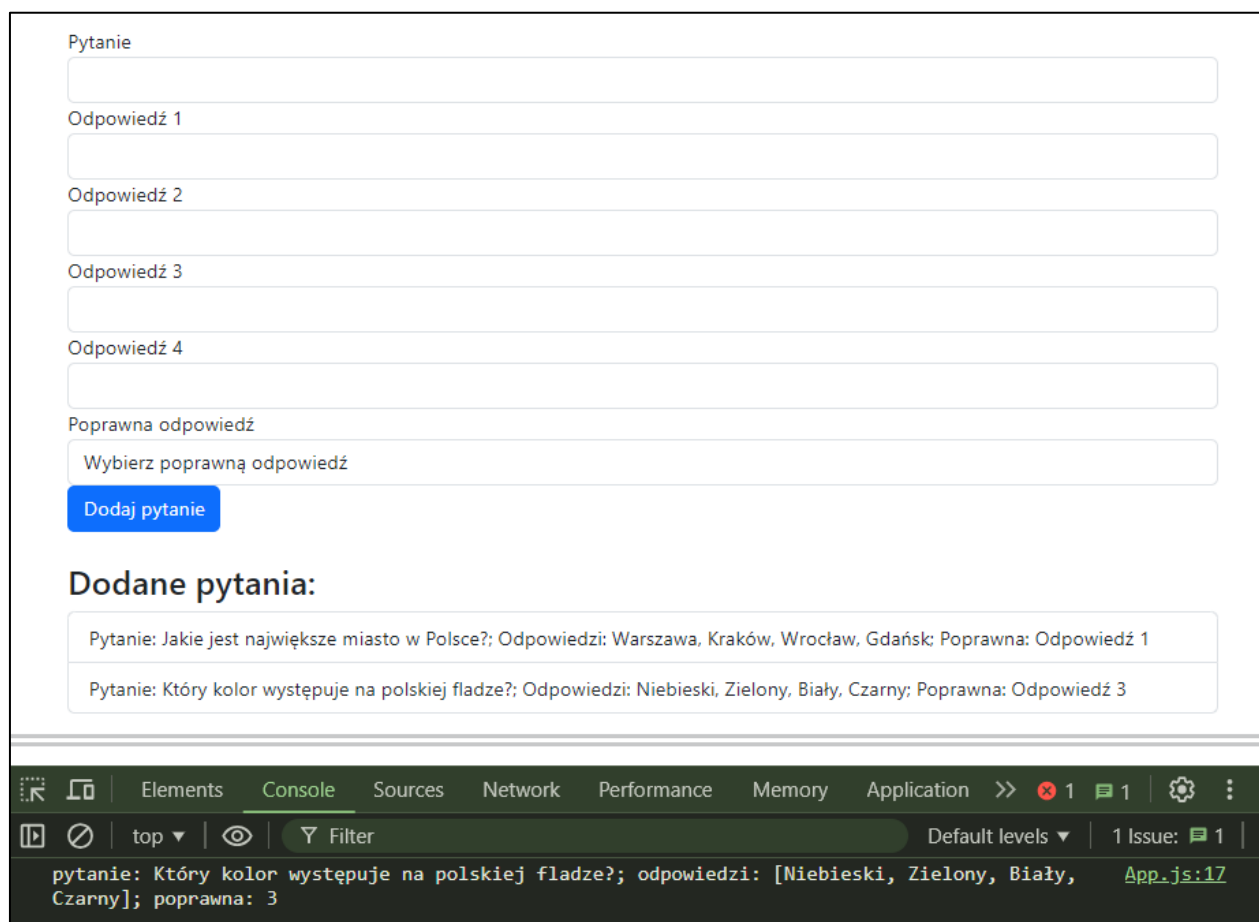 Pytanie
Odpowiedź 1
Odpowiedź 2
Odpowiedź 3
Odpowiedź 4
Poprawna odpowiedź
Wybierz poprawną odpowiedź
Dodaj pytanie
Dodane pytania:
Pytanie: Jakie jest największe miasto w Polsce?; Odpowiedzi: Warszawa, Kraków, Wrocław, Gdańsk; Poprawna: Odpowiedź 1
Pytanie: Który kolor występuje na polskiej fladze?; Odpowiedzi: Niebieski, Zielony, Biały, Czarny; Poprawna: Odpowiedź 3
Elements Console Sources Network Performance Memory Application 1 1
top Filter Default levels 1 Issue: 1
pytanie: Który kolor występuje na polskiej fladze?; odpowiedzi: [Niebieski, Zielony, Biały, App.js:17
Czarny]; poprawna: 3